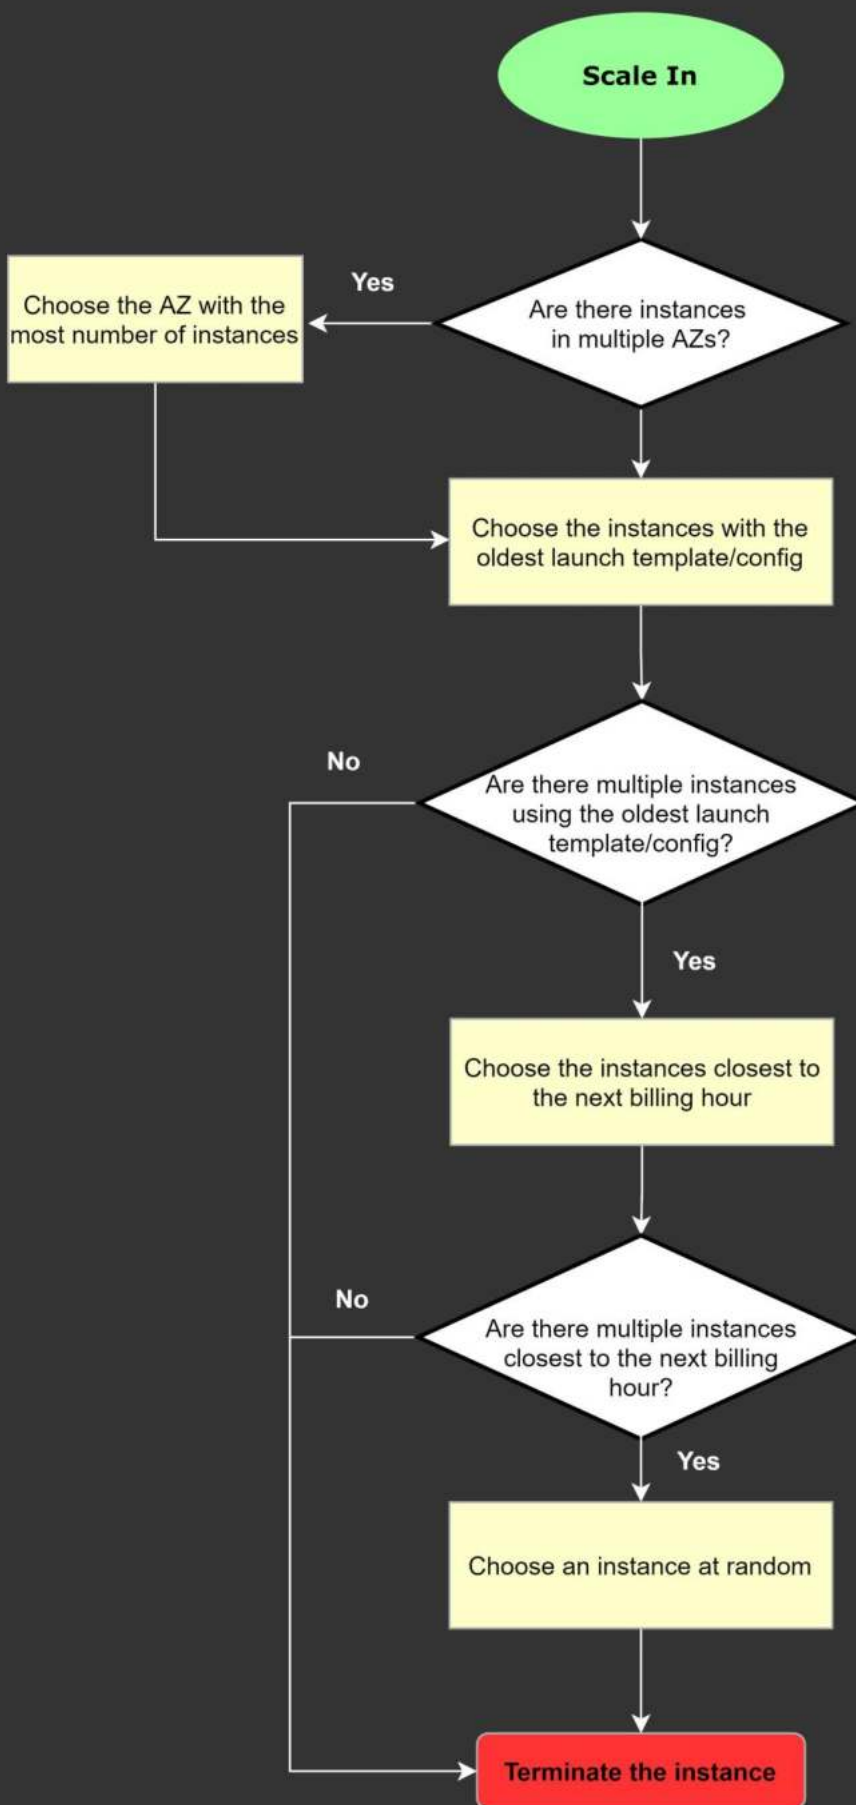 Scale In
Yes
Are there instances
in multiple AZs?
Choose the AZ with the
most number of instances
Choose the instances with the
oldest launch template/config
No
Are there multiple instances
using the oldest launch
template/config?
Yes
Choose the instances closest to
the next billing hour
No
Are there multiple instances
closest to the next billing
hour?
Yes
Choose an instance at random
Terminate the instance